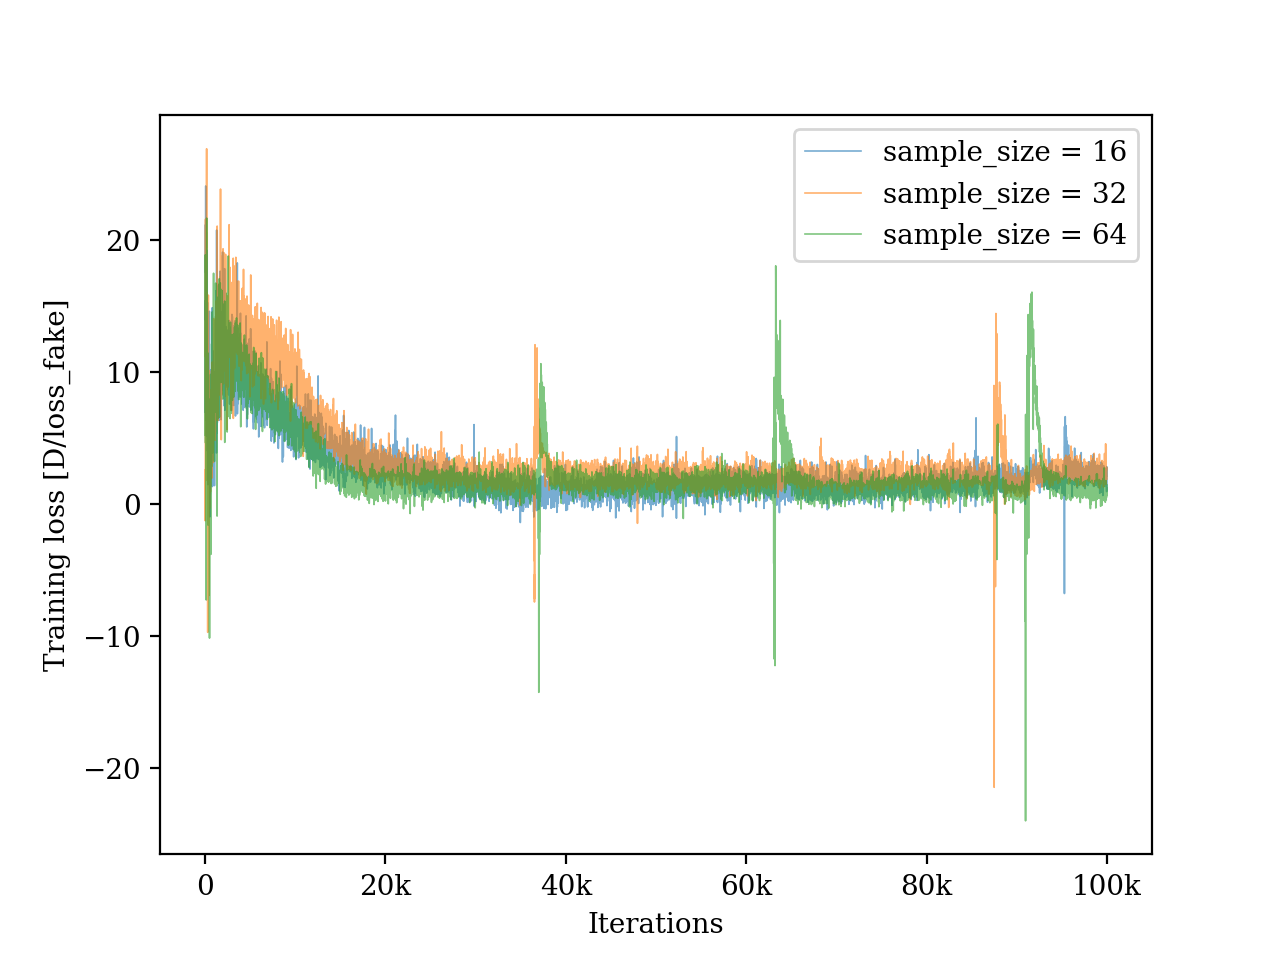 sample_size = 16
sample_size = 32
sample_size = 64
Training loss [D/loss_fake]
20
10
0
−10
−20
0 20k 40k 60k 80k 100k
Iterations